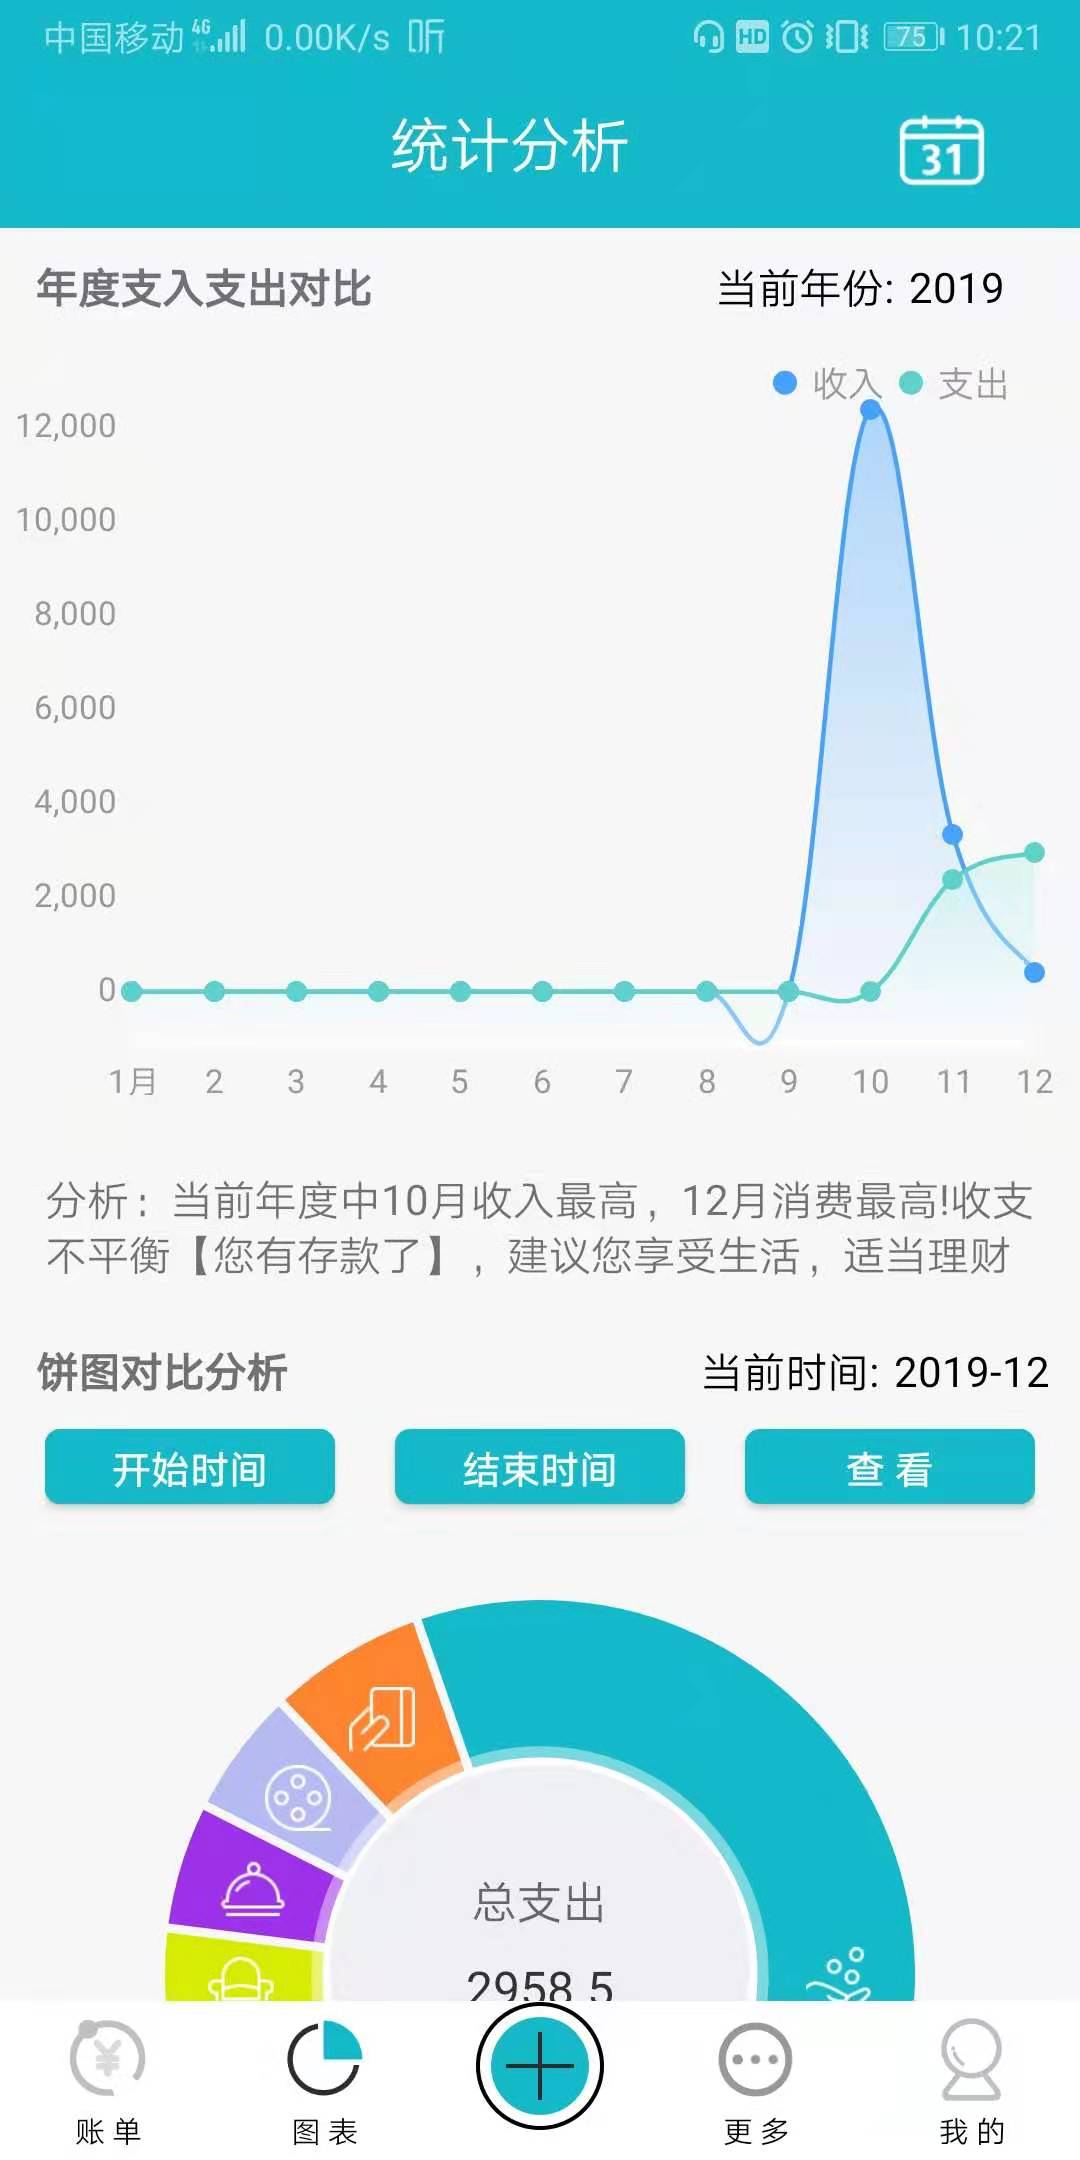 中国移动 4G 0.00K/s 听 HD 75 10:21
统计分析 31
年度支入支出对比 当前年份: 2019
收入 支出
12,000
10,000
8,000
6,000
4,000
2,000
0
1月 2 3 4 5 6 7 8 9 10 11 12
分析：当前年度中10月收入最高，12月消费最高!收支
不平衡【您有存款了】，建议您享受生活，适当理财
饼图对比分析 当前时间: 2019-12
开始时间 结束时间 查 看
总支出
2958.5
账 单 图 表 更 多 我 的